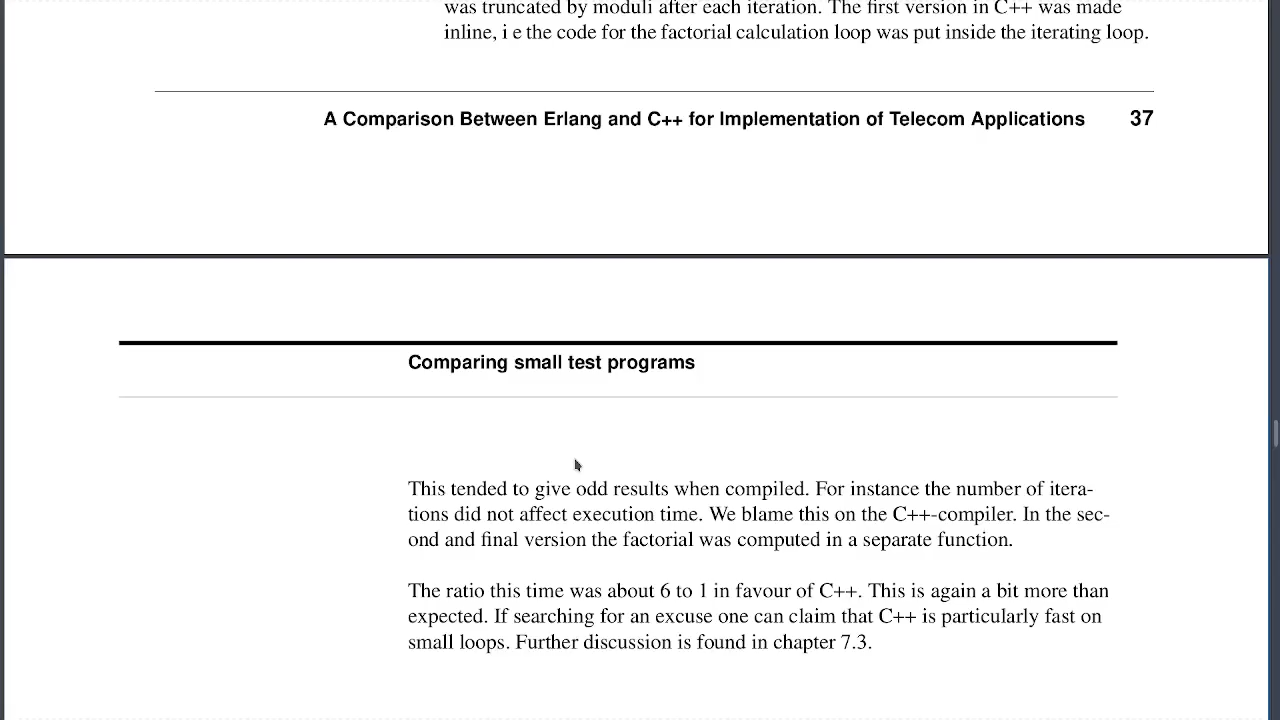 was truncated by moduli after each iteration. The first version in C++ was made
inline, i e the code for the factorial calculation loop was put inside the iterating loop.
A Comparison Between Erlang and C++ for Implementation of Telecom Applications 37
Comparing small test programs
This tended to give odd results when compiled. For instance the number of itera-
tions did not affect execution time. We blame this on the C++-compiler. In the sec-
ond and final version the factorial was computed in a separate function.
The ratio this time was about 6 to 1 in favour of C++. This is again a bit more than
expected. If searching for an excuse one can claim that C++ is particularly fast on
small loops. Further discussion is found in chapter 7.3.